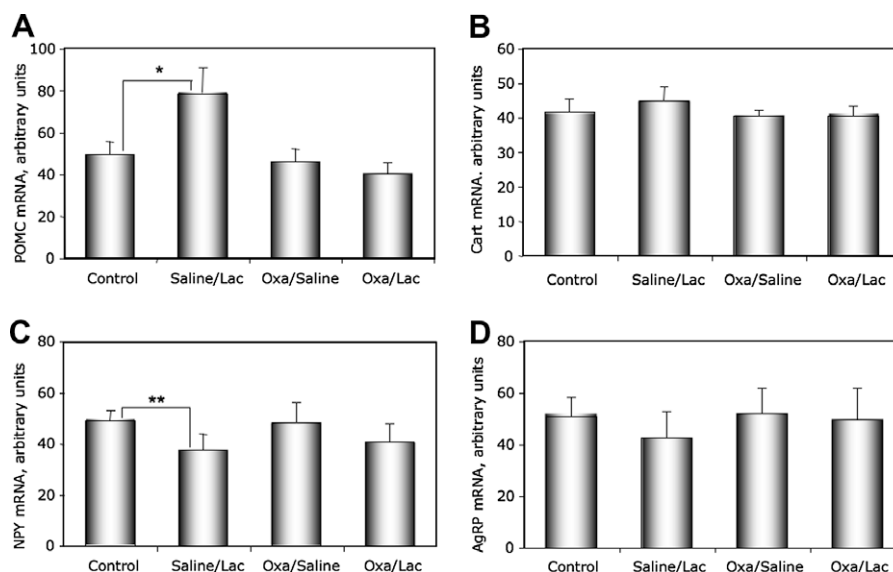 A
POMC mRNA, arbitrary units
100
80
60
40
20
0
*
Control Saline/Lac Oxa/Saline Oxa/Lac
B
Cart mRNA. arbitrary units
60
50
40
30
20
10
0
Control Saline/Lac Oxa/Saline Oxa/Lac
C
NPY mRNA, arbitrary units
80
60
40
20
0
**
Control Saline/Lac Oxa/Saline Oxa/Lac
D
AgRP mRNA, arbitrary units
80
60
40
20
0
Control Saline/Lac Oxa/Saline Oxa/Lac